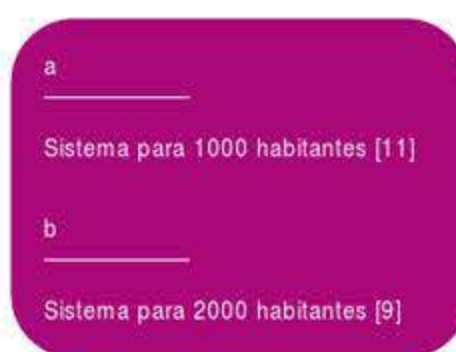 a
Sistema para 1000 habitantes [11]
b
Sistema para 2000 habitantes [9]